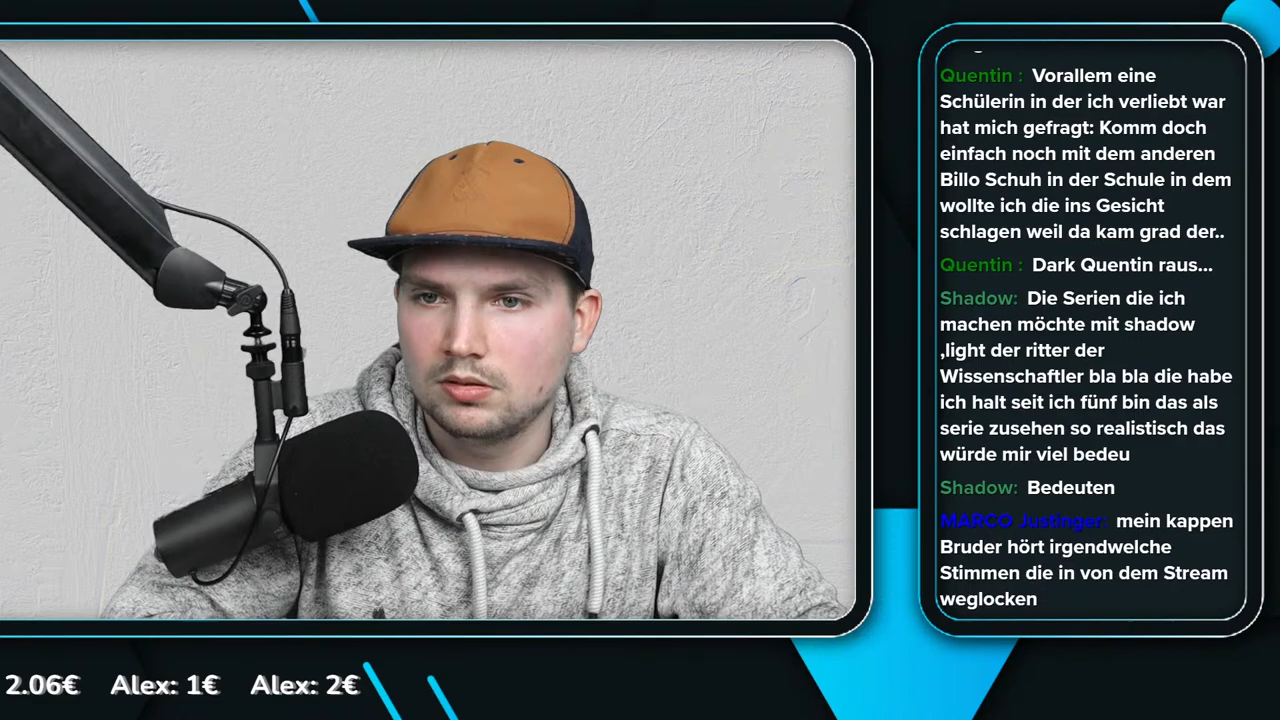 Quentin : Vorallem eine
Schülerin in der ich verliebt war
hat mich gefragt: Komm doch
einfach noch mit dem anderen
Billo Schuh in der Schule in dem
wollte ich die ins Gesicht
schlagen weil da kam grad der..
Quentin : Dark Quentin raus...
Shadow: Die Serien die ich
machen möchte mit shadow
,light der ritter der
Wissenschaftler bla bla die habe
ich halt seit ich fünf bin das als
serie zusehen so realistisch das
würde mir viel bedeu
Shadow: Bedeuten
MARCO Justinger: mein kappen
Bruder hört irgendwelche
Stimmen die in von dem Stream
weglocken
2.06€ Alex: 1€ Alex: 2€